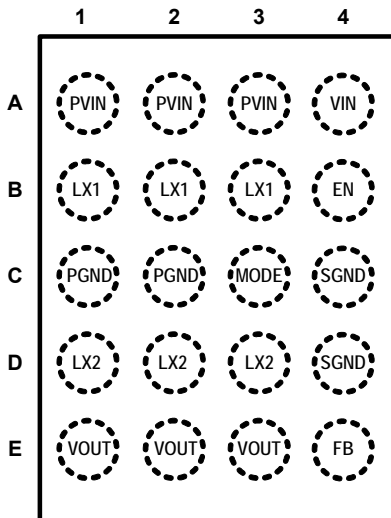 1 2 3 4
A PVIN PVIN PVIN VIN
B LX1 LX1 LX1 EN
C PGND PGND MODE SGND
D LX2 LX2 LX2 SGND
E VOUT VOUT VOUT FB